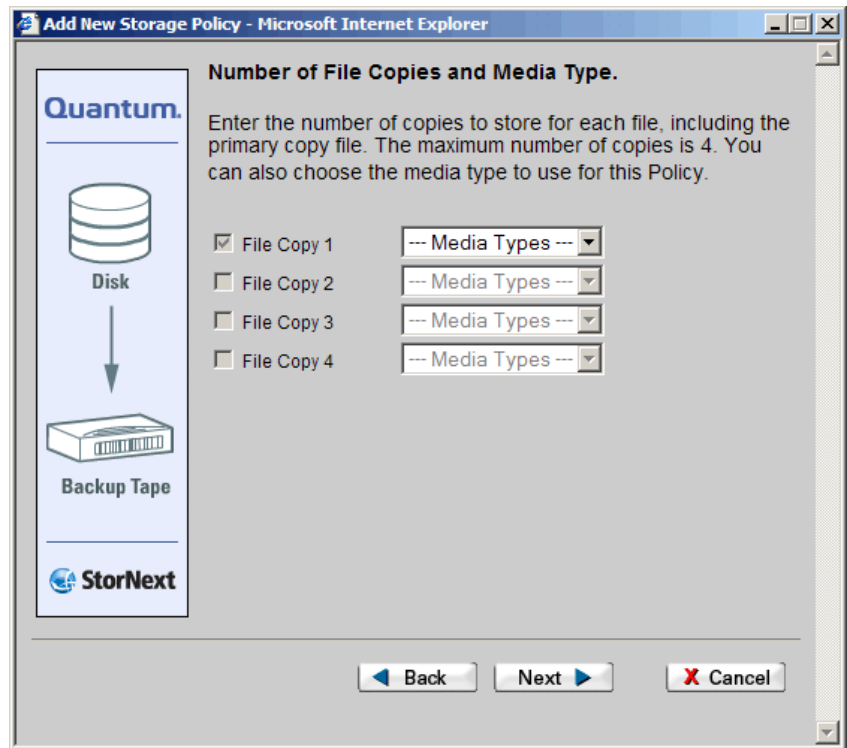 Add New Storage Policy - Microsoft Internet Explorer
Quantum.
Disk
Backup Tape
StorNext
Number of File Copies and Media Type.
Enter the number of copies to store for each file, including the
primary copy file. The maximum number of copies is 4. You
can also choose the media type to use for this Policy.
File Copy 1 --- Media Types ---
File Copy 2 --- Media Types ---
File Copy 3 --- Media Types ---
File Copy 4 --- Media Types ---
Back Next X Cancel